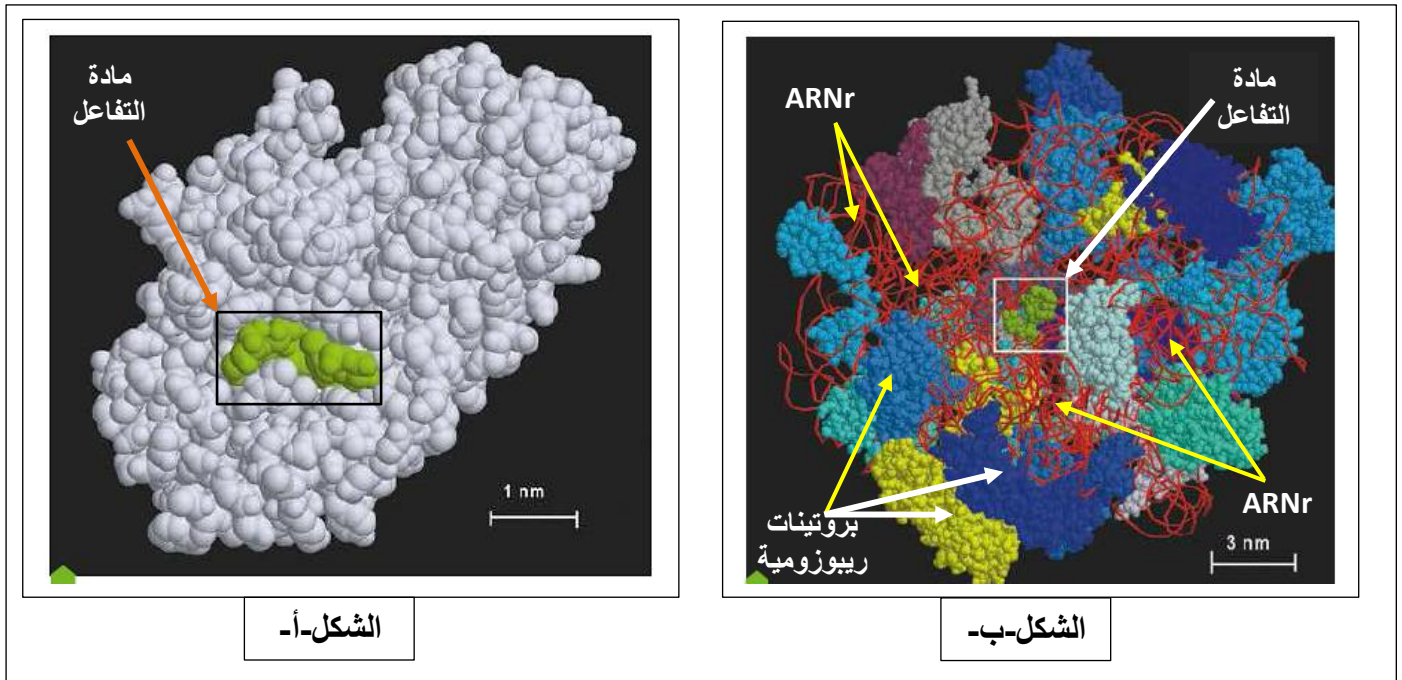 مادة
التفاعل
1 nm
الشكل-أ-
مادة
التفاعل
ARNr
ARNr
بروتينات
ريبوزومية
3 nm
الشكل-ب-